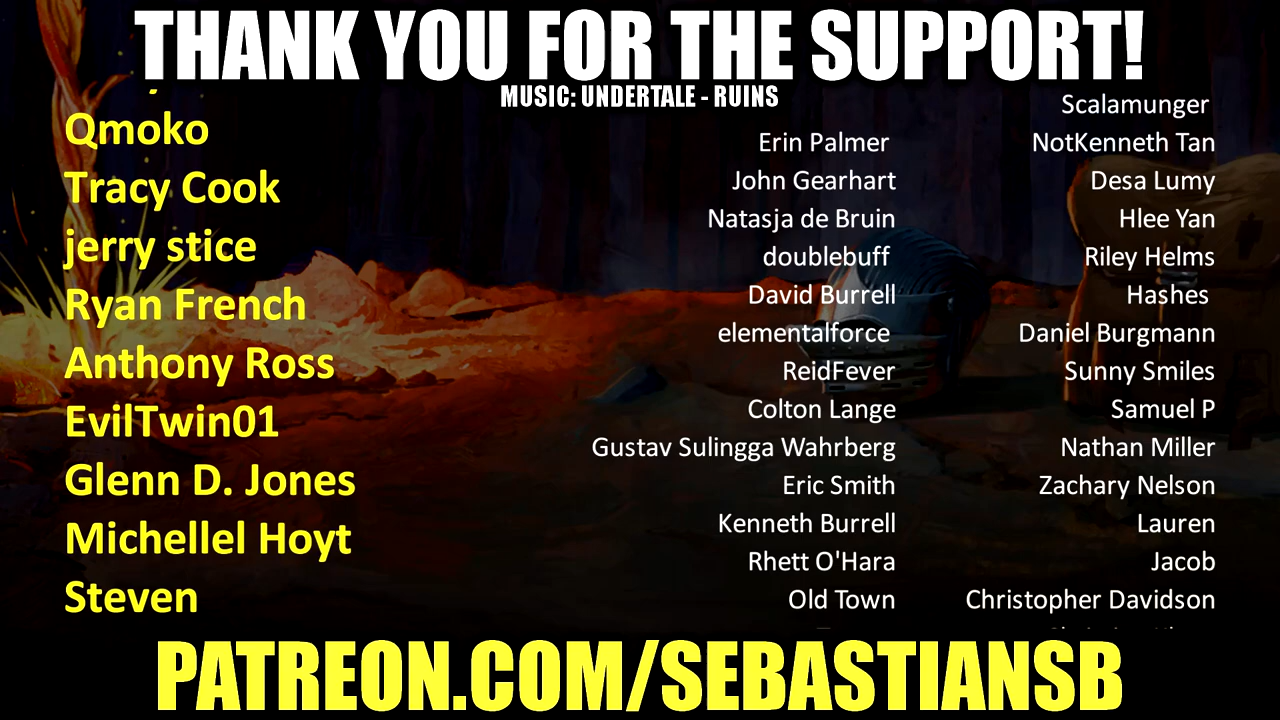 THANK YOU FOR THE SUPPORT!
MUSIC: UNDERTALE - RUINS
Qmoko
Tracy Cook
jerry stice
Ryan French
Anthony Ross
EvilTwin01
Glenn D. Jones
Michellel Hoyt
Steven
Erin Palmer
John Gearhart
Natasja de Bruin
doublebuff
David Burrell
elementalforce
ReidFever
Colton Lange
Gustav Sulingga Wahrberg
Eric Smith
Kenneth Burrell
Rhett O'Hara
Old Town
Scalamunger
NotKenneth Tan
Desa Lumy
Hlee Yan
Riley Helms
Hashes
Daniel Burgmann
Sunny Smiles
Samuel P
Nathan Miller
Zachary Nelson
Lauren
Jacob
Christopher Davidson
PATREON.COM/SEBASTIANSB